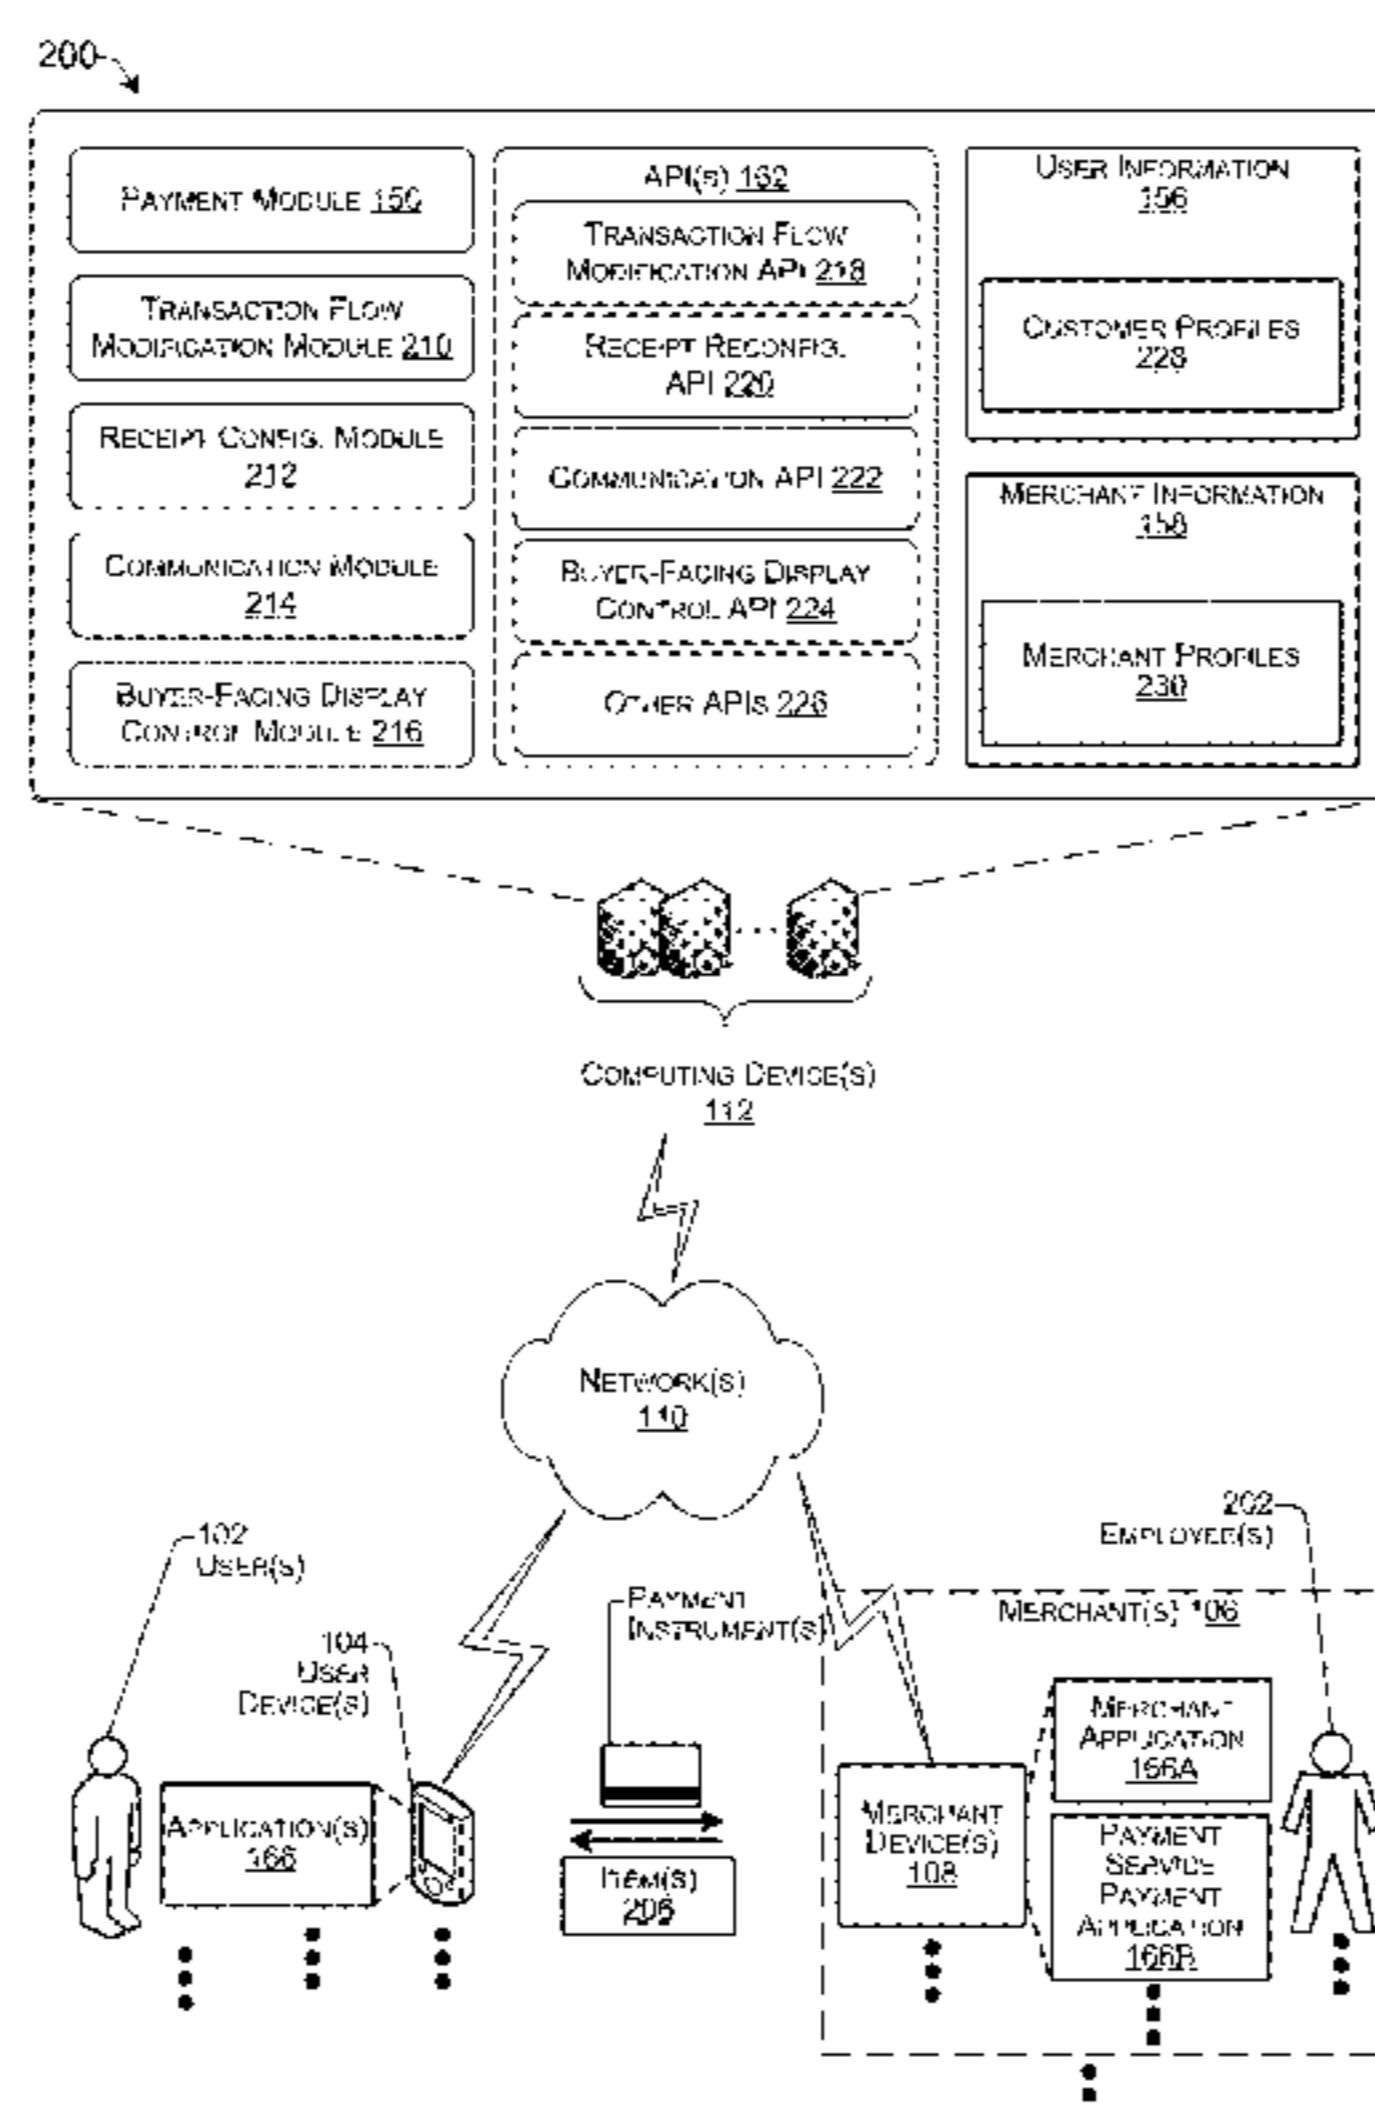 200
PAYMENT MODULE 150
TRANSACTION FLOW
MODIFICATION MODULE 210
RECEIPT CONFIG. MODULE
212
COMMUNICATION MODULE
214
BUYER-FACING DISPLAY
CONTROL MODULE 216
API(S) 162
TRANSACTION FLOW
MODIFICATION API 218
RECEIPT RECONFIG.
API 220
COMMUNICATION API 222
BUYER-FACING DISPLAY
CONTROL API 224
OTHER APIS 226
USER INFORMATION
156
CUSTOMER PROFILES
228
MERCHANT INFORMATION
158
MERCHANT PROFILES
230
COMPUTING DEVICE(S)
112
NETWORK(S)
110
102
USER(S)
104
USER
DEVICE(S)
APPLICATION(S)
166
PAYMENT
INSTRUMENT(S)
ITEM(S)
206
202
EMPLOYEE(S)
MERCHANT(S) 106
MERCHANT
DEVICE(S)
108
MERCHANT
APPLICATION
166A
PAYMENT
SERVICE
PAYMENT
APPLICATION
166B